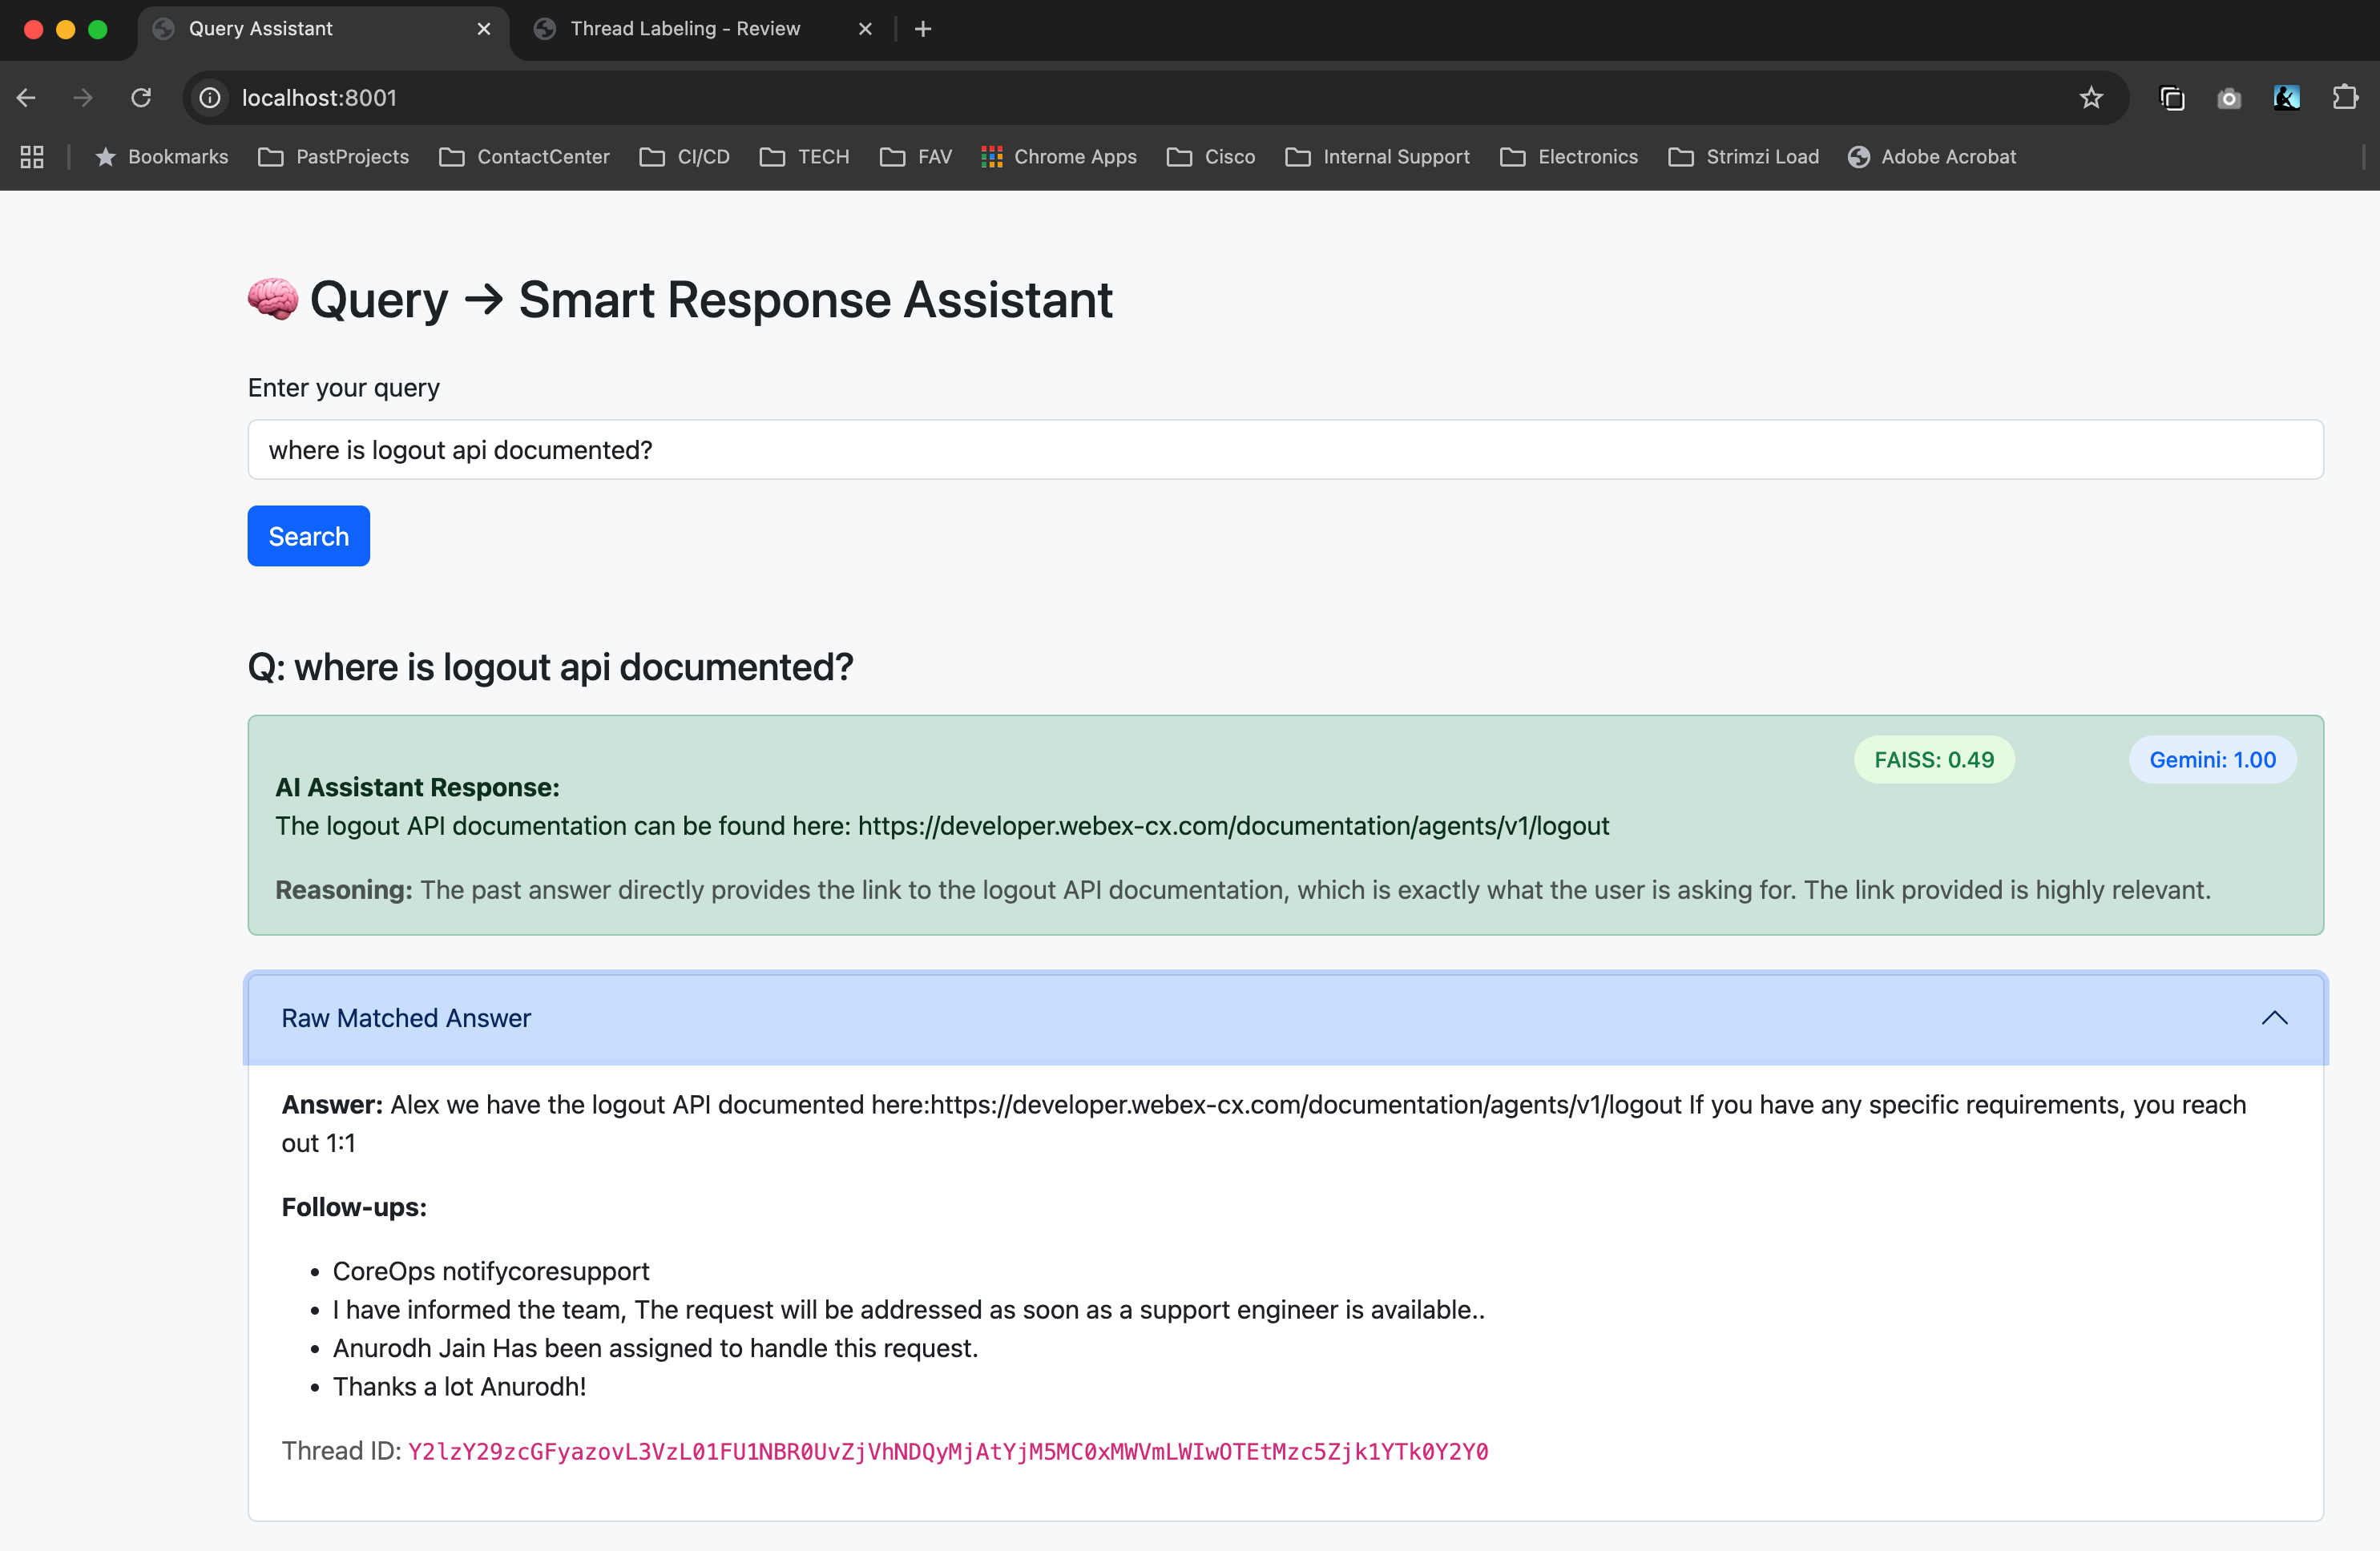 Query Assistant
Thread Labeling - Review
localhost:8001
Bookmarks
PastProjects
ContactCenter
CI/CD
TECH
FAV
Chrome Apps
Cisco
Internal Support
Electronics
Strimzi Load
Adobe Acrobat
🧠 Query → Smart Response Assistant
Enter your query
where is logout api documented?
Search
Q: where is logout api documented?
FAISS: 0.49
Gemini: 1.00
AI Assistant Response:
The logout API documentation can be found here: https://developer.webex-cx.com/documentation/agents/v1/logout
Reasoning: The past answer directly provides the link to the logout API documentation, which is exactly what the user is asking for. The link provided is highly relevant.
Raw Matched Answer
Answer: Alex we have the logout API documented here:https://developer.webex-cx.com/documentation/agents/v1/logout If you have any specific requirements, you reach
out 1:1
Follow-ups:
• CoreOps notifycoresupport
• I have informed the team, The request will be addressed as soon as a support engineer is available..
• Anurodh Jain Has been assigned to handle this request.
• Thanks a lot Anurodh!
Thread ID: Y2lzY29zcGFyazovL3VzL01FU1NBR0UvZjVhNDQyMjAtYjM5MC0xMWVmLWIwOTEtMzc5Zjk1YTk0Y2Y0